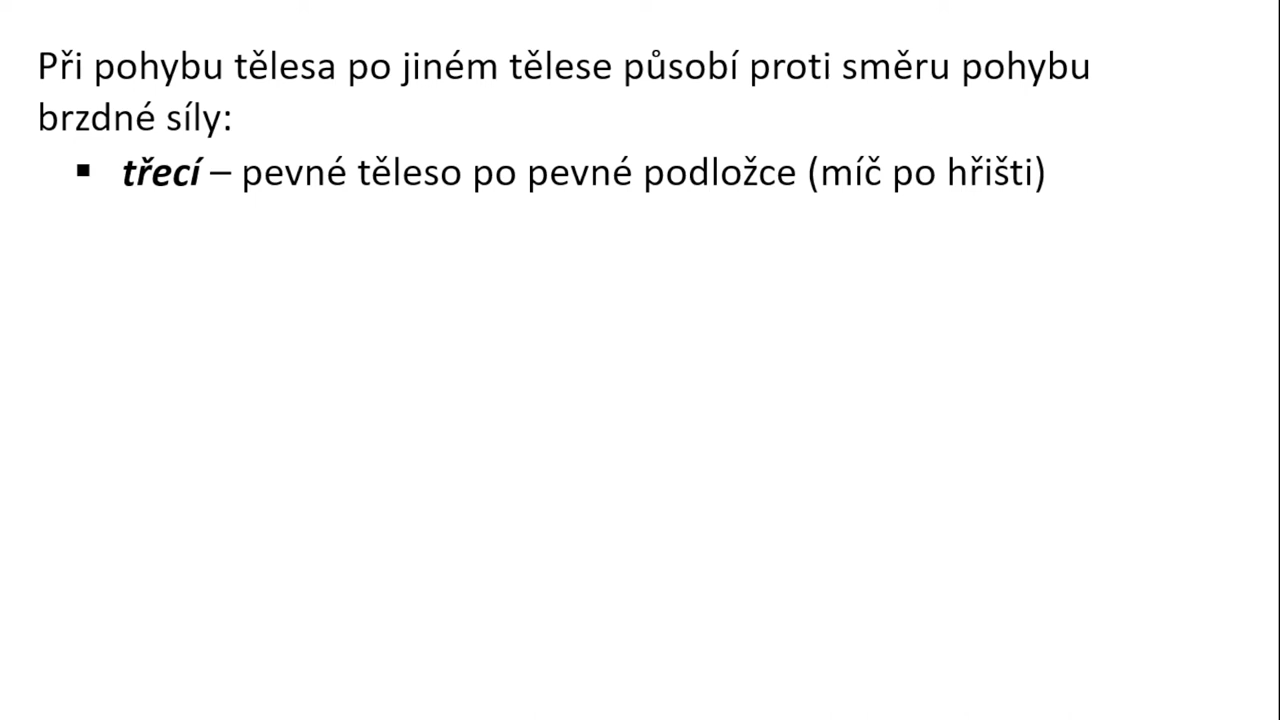 Při pohybu tělesa po jiném tělese působí proti směru pohybu
brzdné síly:
▪ třecí – pevné těleso po pevné podložce (míč po hřišti)